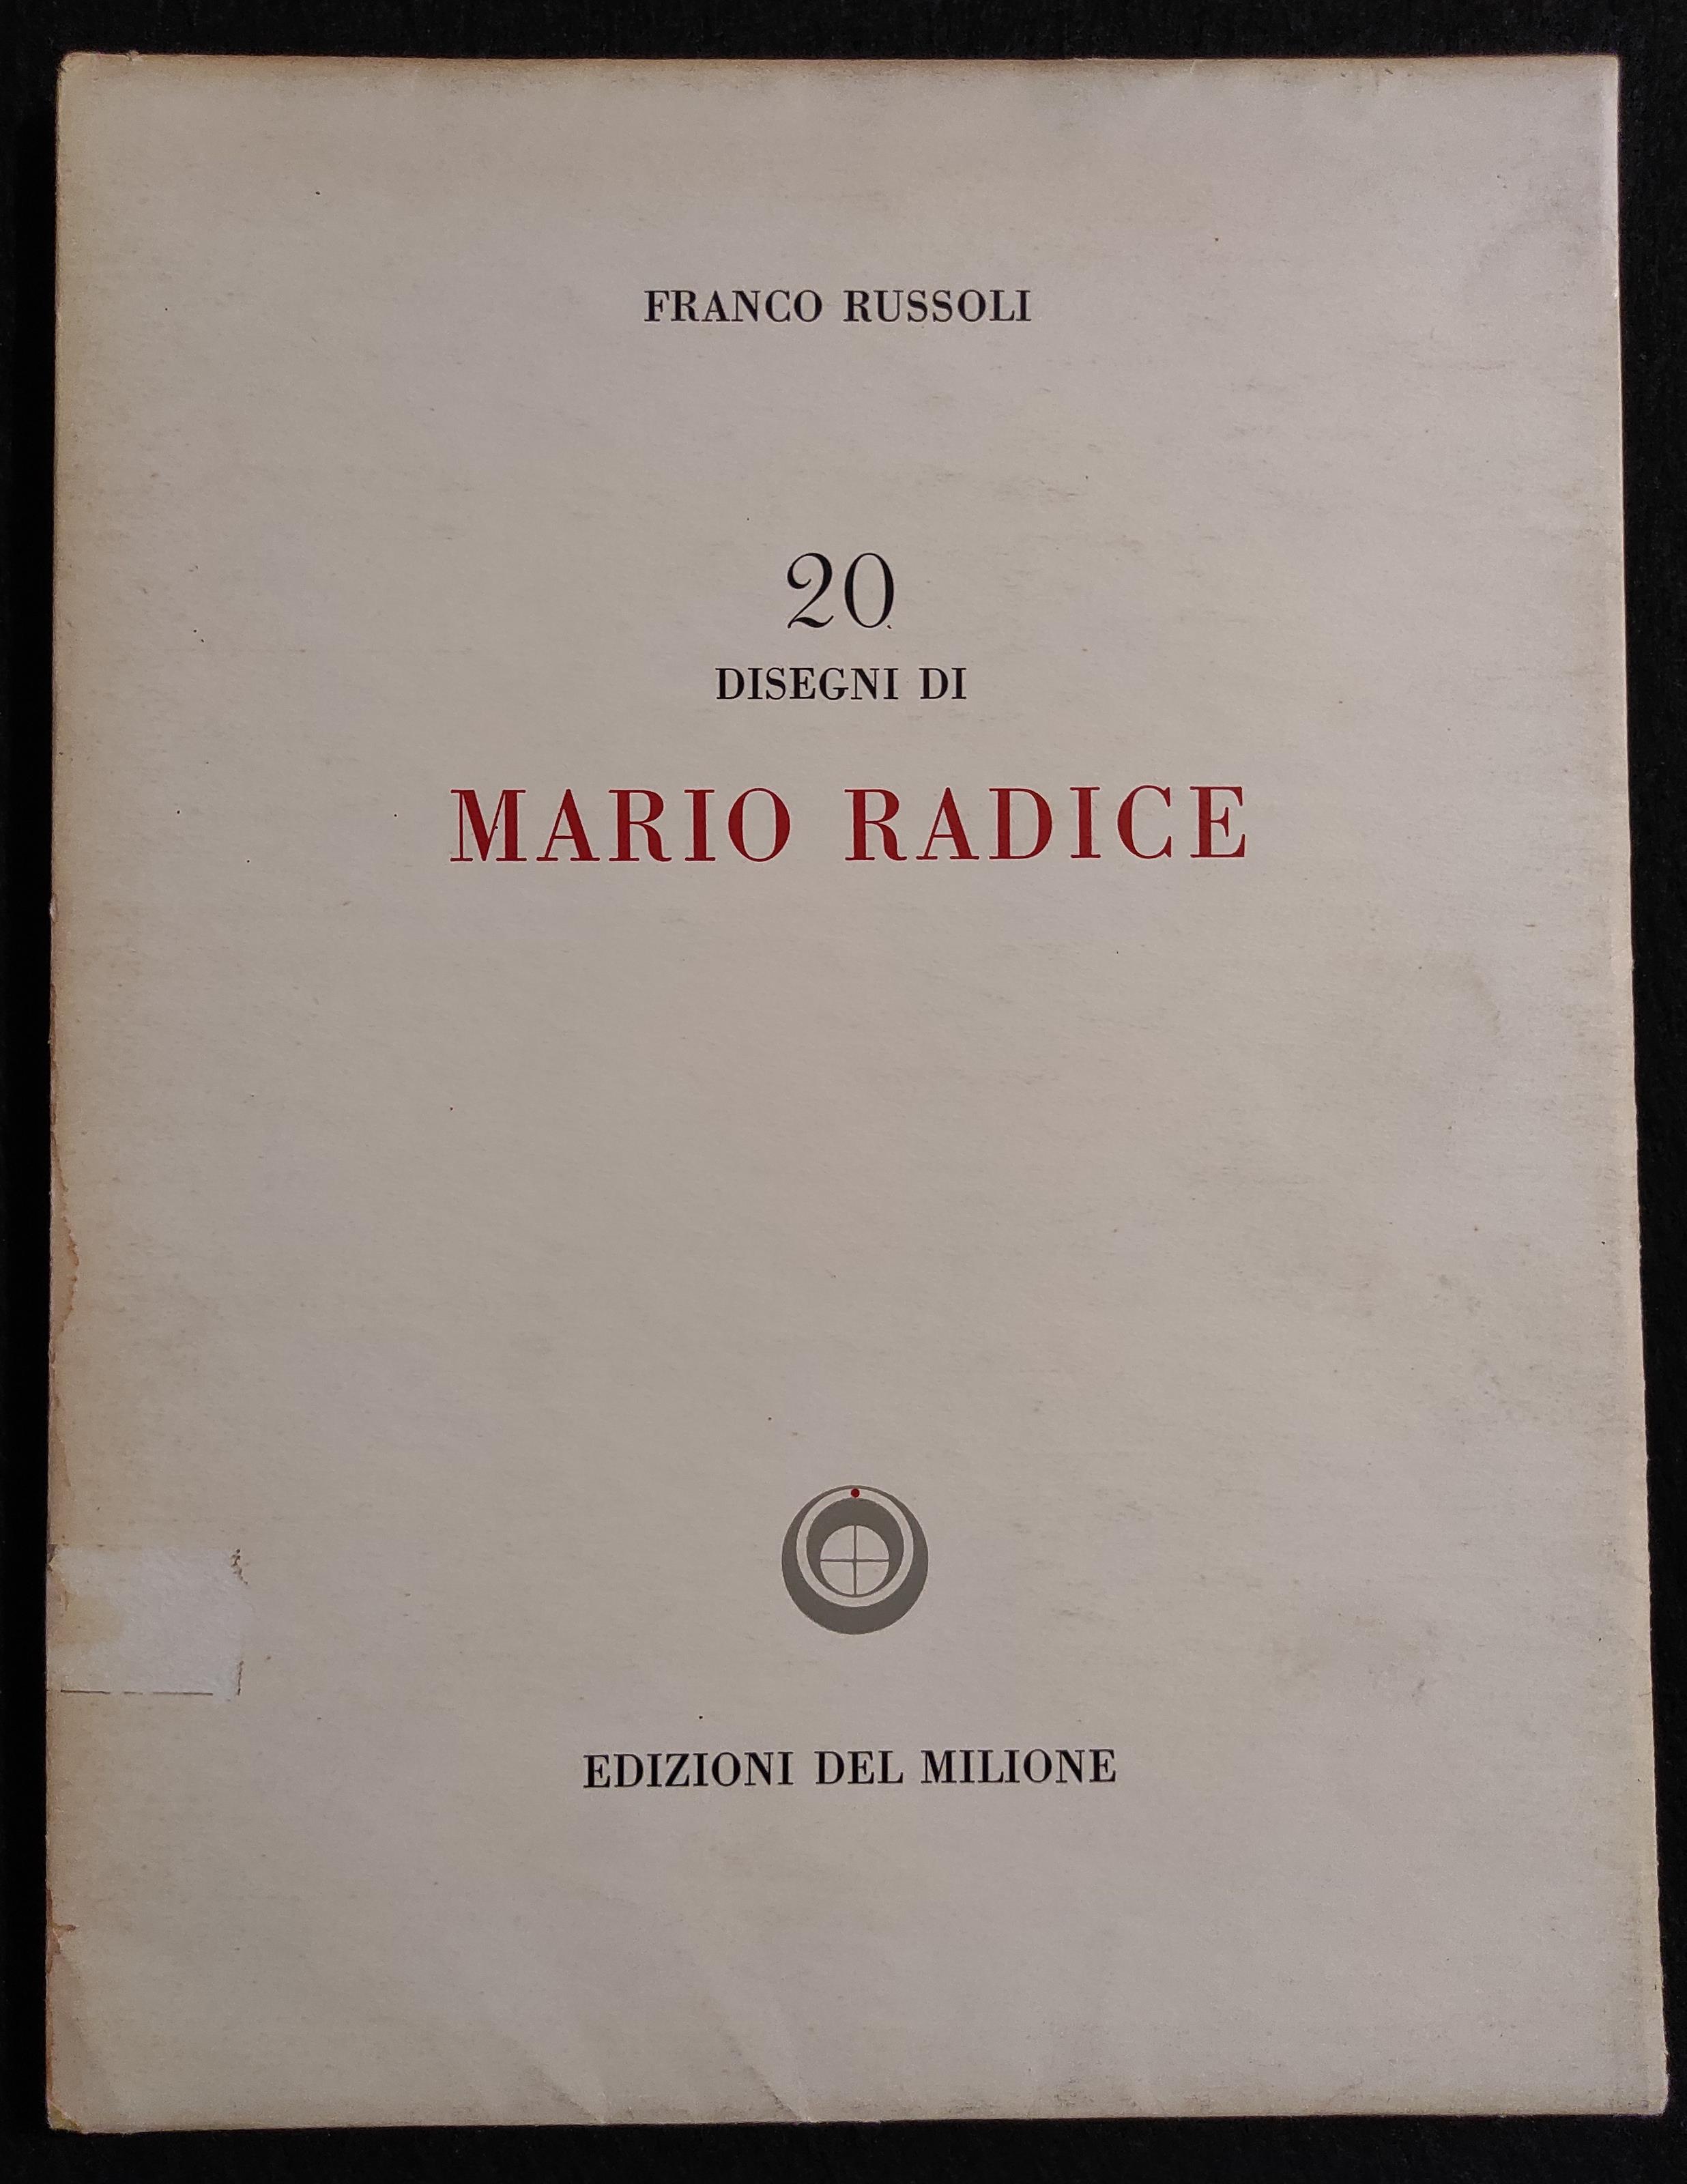 FRANCO RUSSOLI
20
DISEGNI DI
MARIO RADICE
EDIZIONI DEL MILIONE